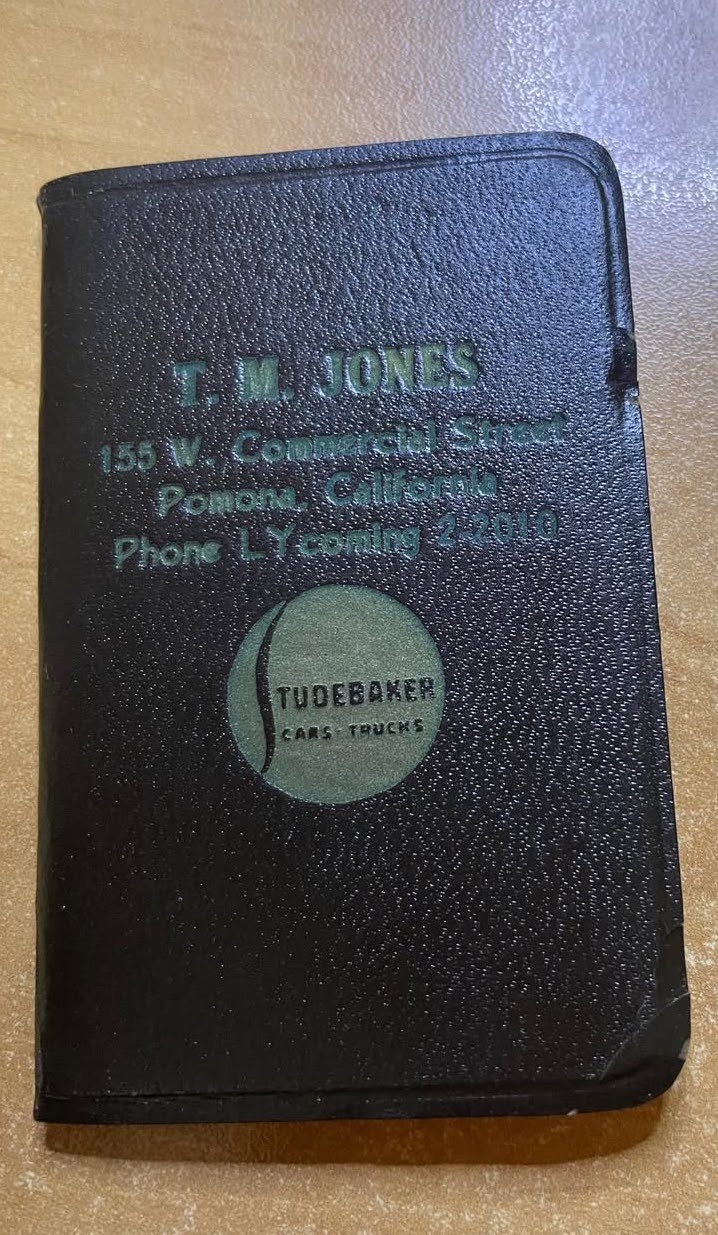 T. M. JONES
155 W. Commercial Street
Pomona, California
Phone LYcoming 2-2010
STUDEBAKER
CARS · TRUCKS